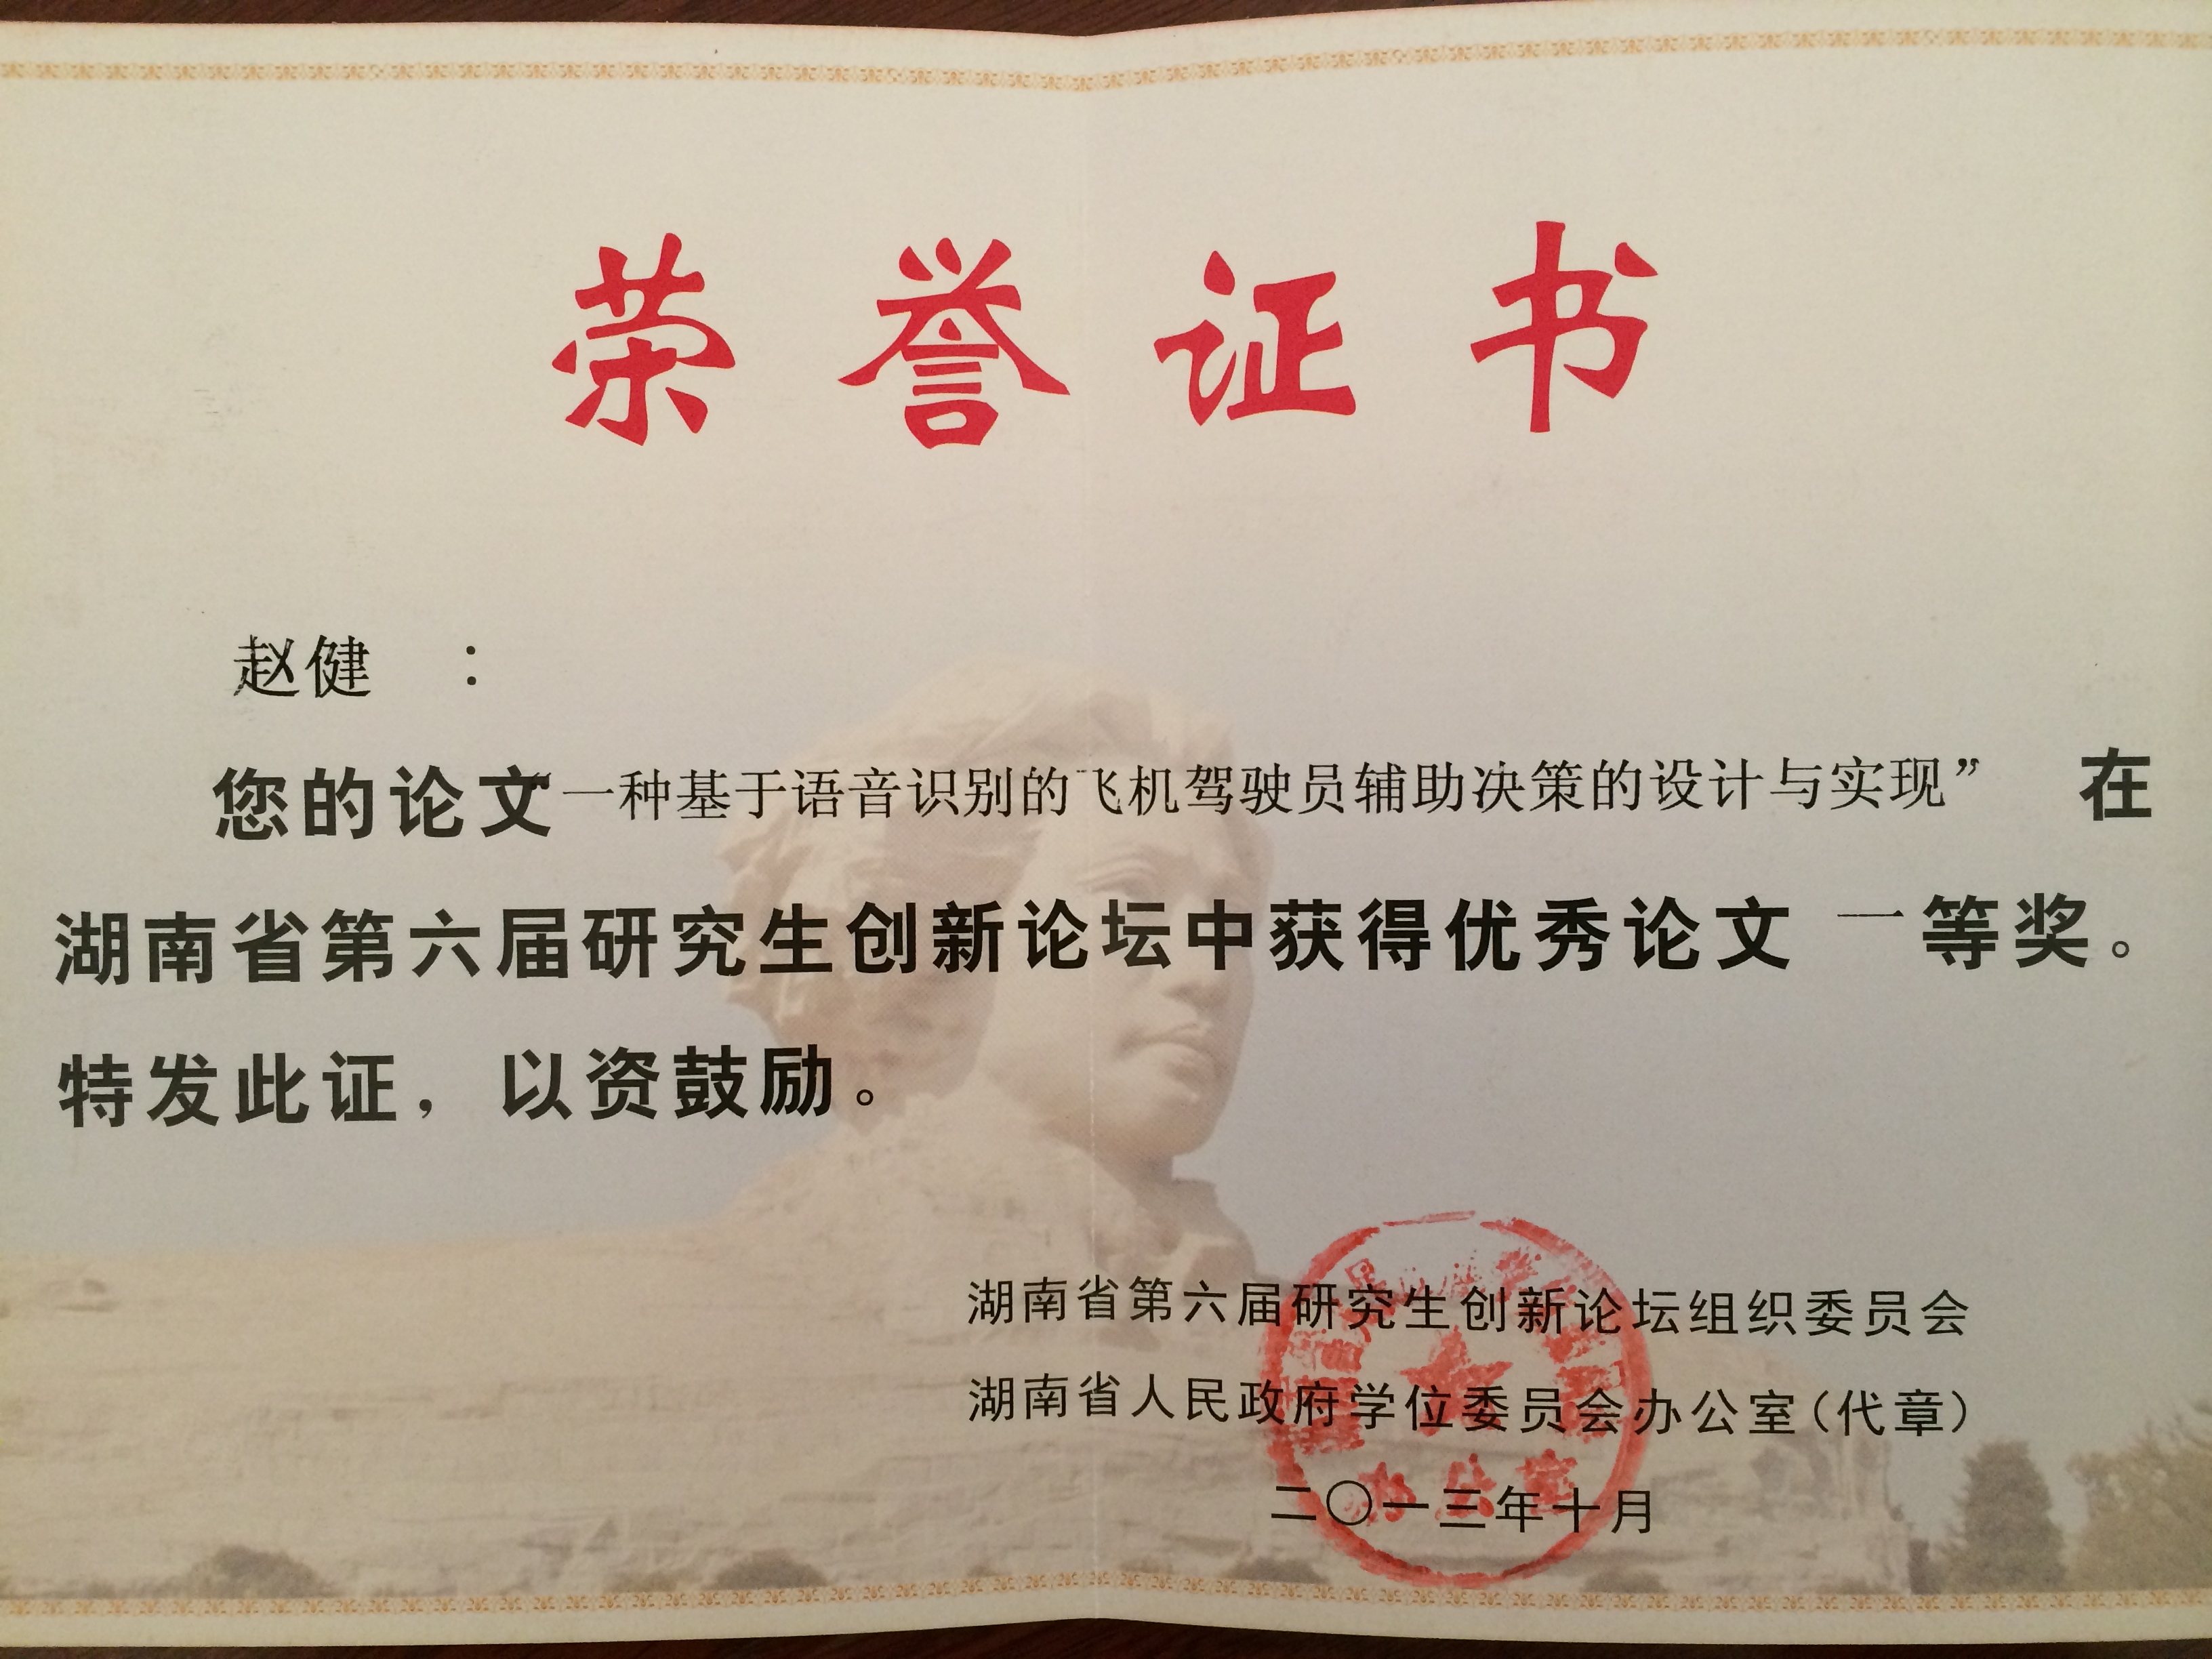 荣誉证书
赵健 ：
您的论文“一种基于语音识别的飞机驾驶员辅助决策的设计与实现” 在
湖南省第六届研究生创新论坛中获得优秀论文 一等奖。
特发此证，以资鼓励。
湖南省第六届研究生创新论坛组织委员会
湖南省人民政府学位委员会办公室（代章）
二〇一三年十月